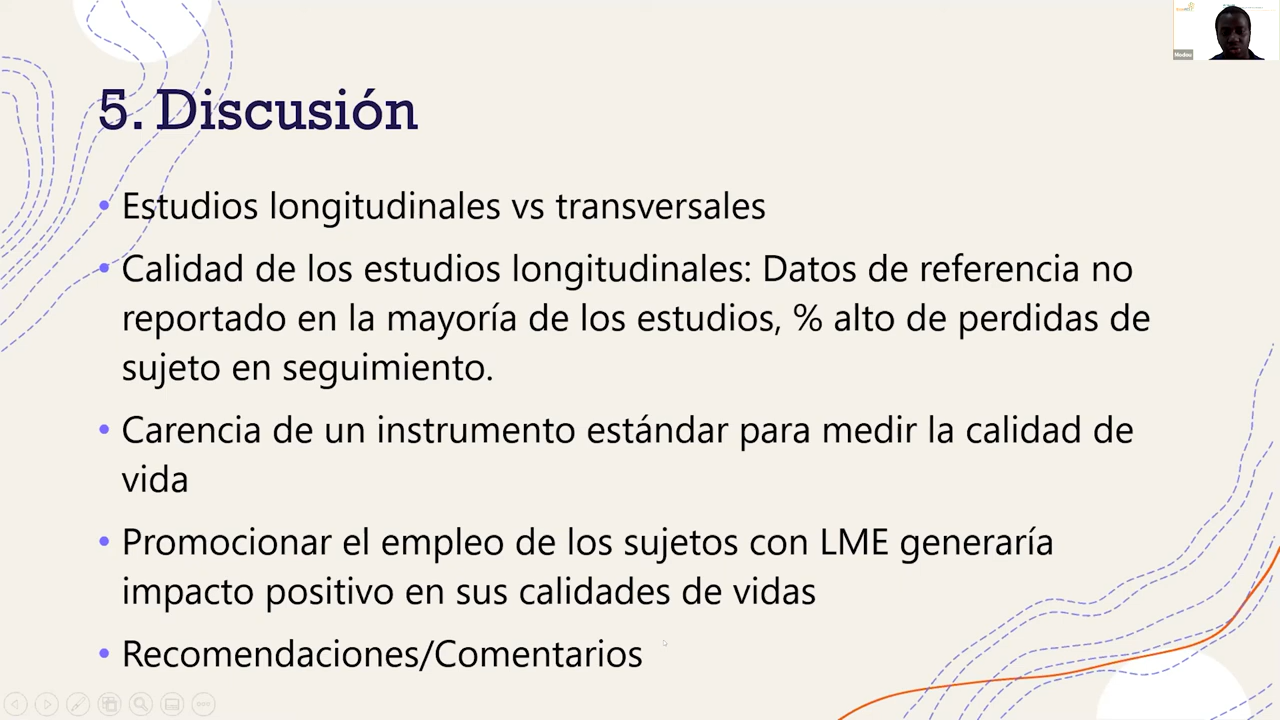 5. Discusión
• Estudios longitudinales vs transversales
• Calidad de los estudios longitudinales: Datos de referencia no
reportado en la mayoría de los estudios, % alto de perdidas de
sujeto en seguimiento.
• Carencia de un instrumento estándar para medir la calidad de
vida
• Promocionar el empleo de los sujetos con LME generaría
impacto positivo en sus calidades de vidas
• Recomendaciones/Comentarios
Modou